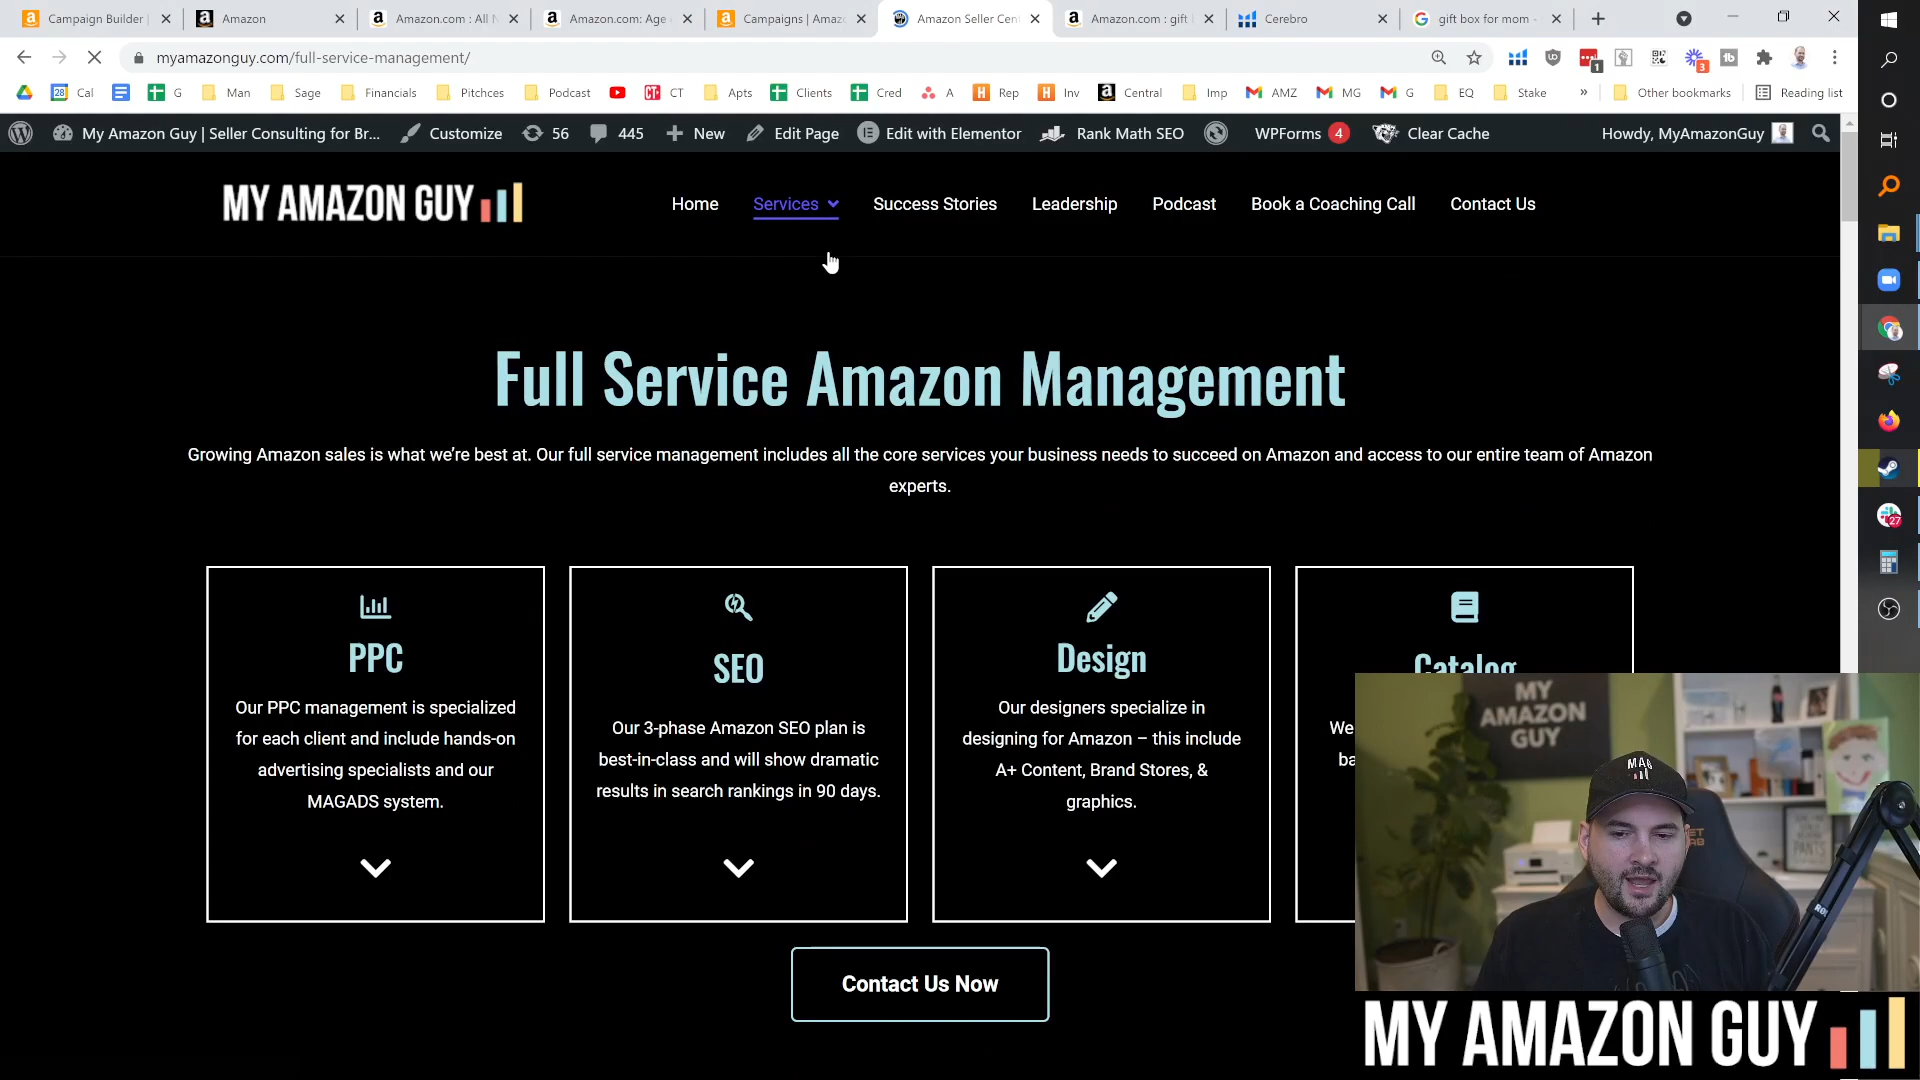 Campaign Builder
Amazon
Amazon.com : All N
Amazon.com: Age
Campaigns | Amaz
Amazon Seller Cen
Amazon.com : gift
Cerebro
gift box for mom -
myamazonguy.com/full-service-management/
1
3
28 Cal
G
Man
Sage
Financials
Pitchces
Podcast
CT CT
Apts
Clients
Cred
A
H Rep
H Inv
Central
Imp
AMZ
MG
G
EQ
Stake
»
Other bookmarks
Reading list
My Amazon Guy | Seller Consulting for Br...
Customize
56
445
New
Edit Page
Edit with Elementor
Rank Math SEO
WPForms 4
Clear Cache
Howdy, MyAmazonGuy
MY AMAZON GUY
Home
Services
Success Stories
Leadership
Podcast
Book a Coaching Call
Contact Us
Full Service Amazon Management
Growing Amazon sales is what we're best at. Our full service management includes all the core services your business needs to succeed on Amazon and access to our entire team of Amazon
experts.
PPC
Our PPC management is specialized
for each client and include hands-on
advertising specialists and our
MAGADS system.
SEO
Our 3-phase Amazon SEO plan is
best-in-class and will show dramatic
results in search rankings in 90 days.
Design
Our designers specialize in
designing for Amazon – this include
A+ Content, Brand Stores, &
graphics.
Catalog
We
ba
Contact Us Now
27
MY
AMAZON
GUY
MAG
PANTS
MY AMAZON GUY